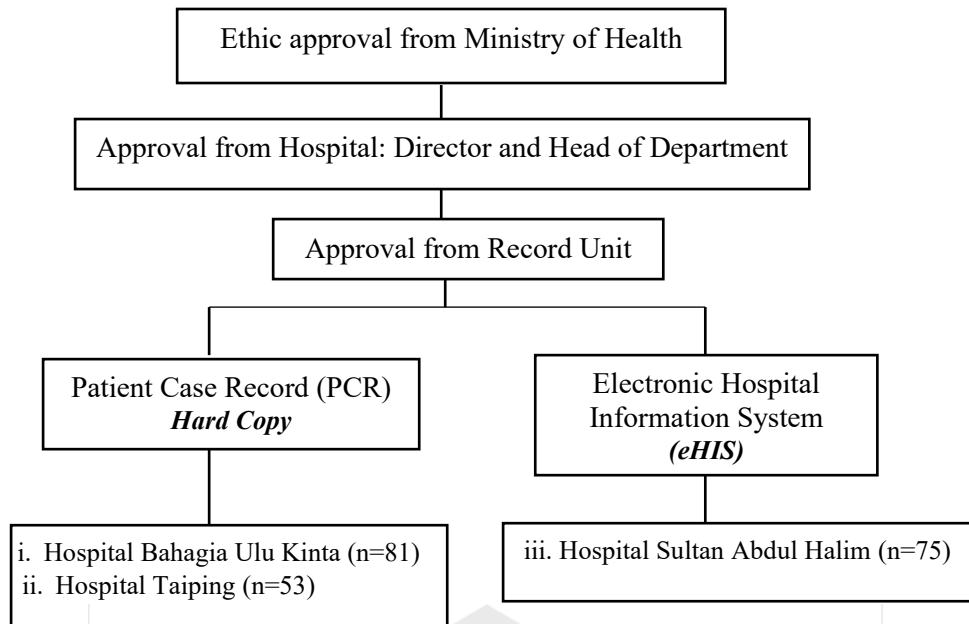 Ethic approval from Ministry of Health
Approval from Hospital: Director and Head of Department
Approval from Record Unit
Patient Case Record (PCR)
Hard Copy
Electronic Hospital
Information System
(eHIS)
i. Hospital Bahagia Ulu Kinta (n=81)
ii. Hospital Taiping (n=53)
iii. Hospital Sultan Abdul Halim (n=75)